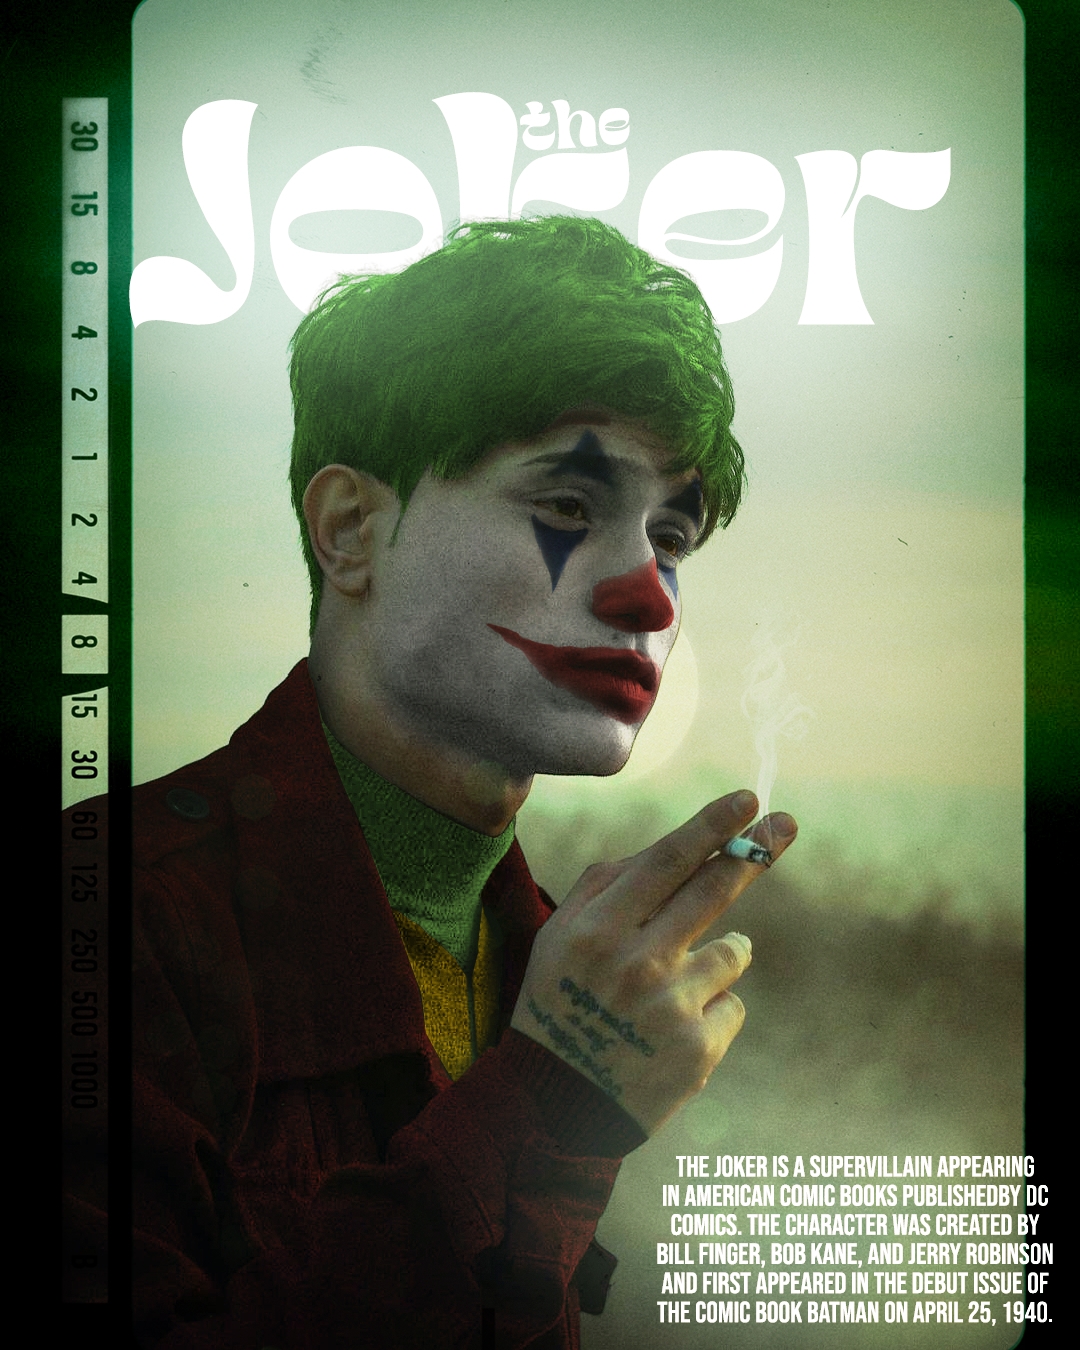 the
Joker
30
15
8
4
2
1
2
4
8
15
30
60
125
250
500
1000
B
THE JOKER IS A SUPERVILLAIN APPEARING
IN AMERICAN COMIC BOOKS PUBLISHEDBY DC
COMICS. THE CHARACTER WAS CREATED BY
BILL FINGER, BOB KANE, AND JERRY ROBINSON
AND FIRST APPEARED IN THE DEBUT ISSUE OF
THE COMIC BOOK BATMAN ON APRIL 25, 1940.